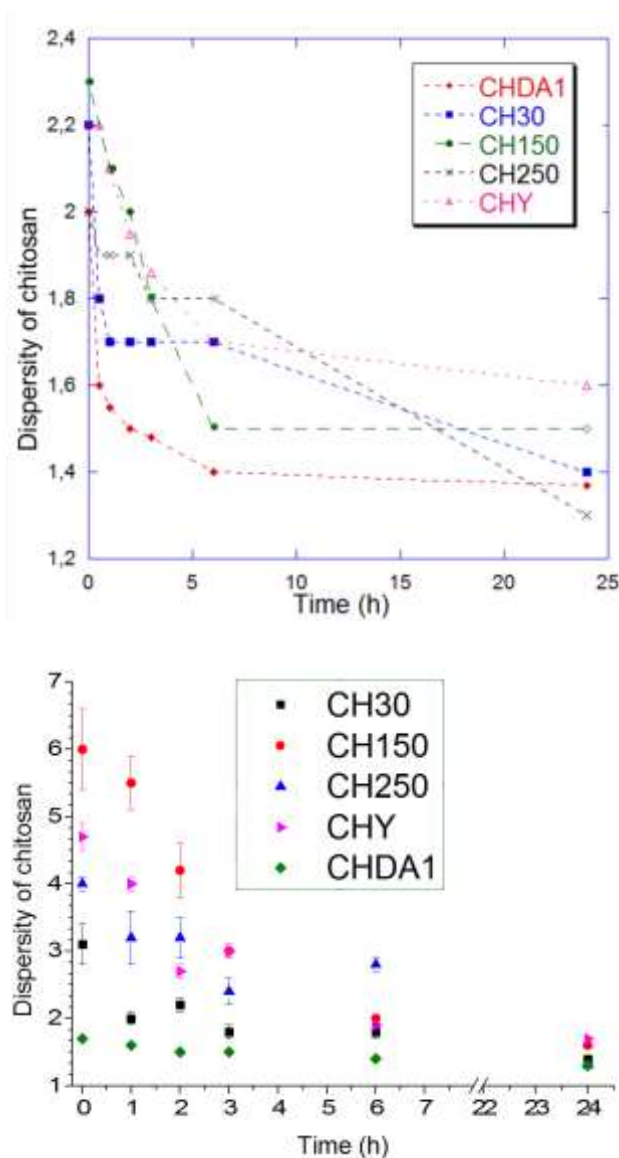 2,4
2,2
2
1,8
1,6
1,4
1,2
Dispersity of chitosan
CHDA1
CH30
CH150
CH250
CHY
0 5 10 15 20 25
Time (h)
7
6
5
4
3
2
1
Dispersity of chitosan
CH30
CH150
CH250
CHY
CHDA1
0 1 2 3 4 5 6 7 22 23 24
Time (h)